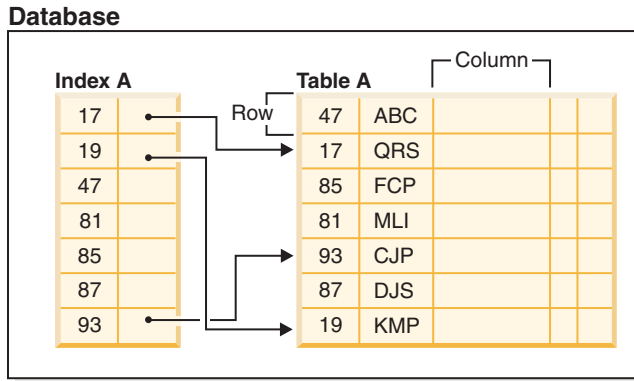 Database
Column
Index A
Table A
Row
17
19
47
81
85
87
93
47 ABC
17 QRS
85 FCP
81 MLI
93 CJP
87 DJS
19 KMP